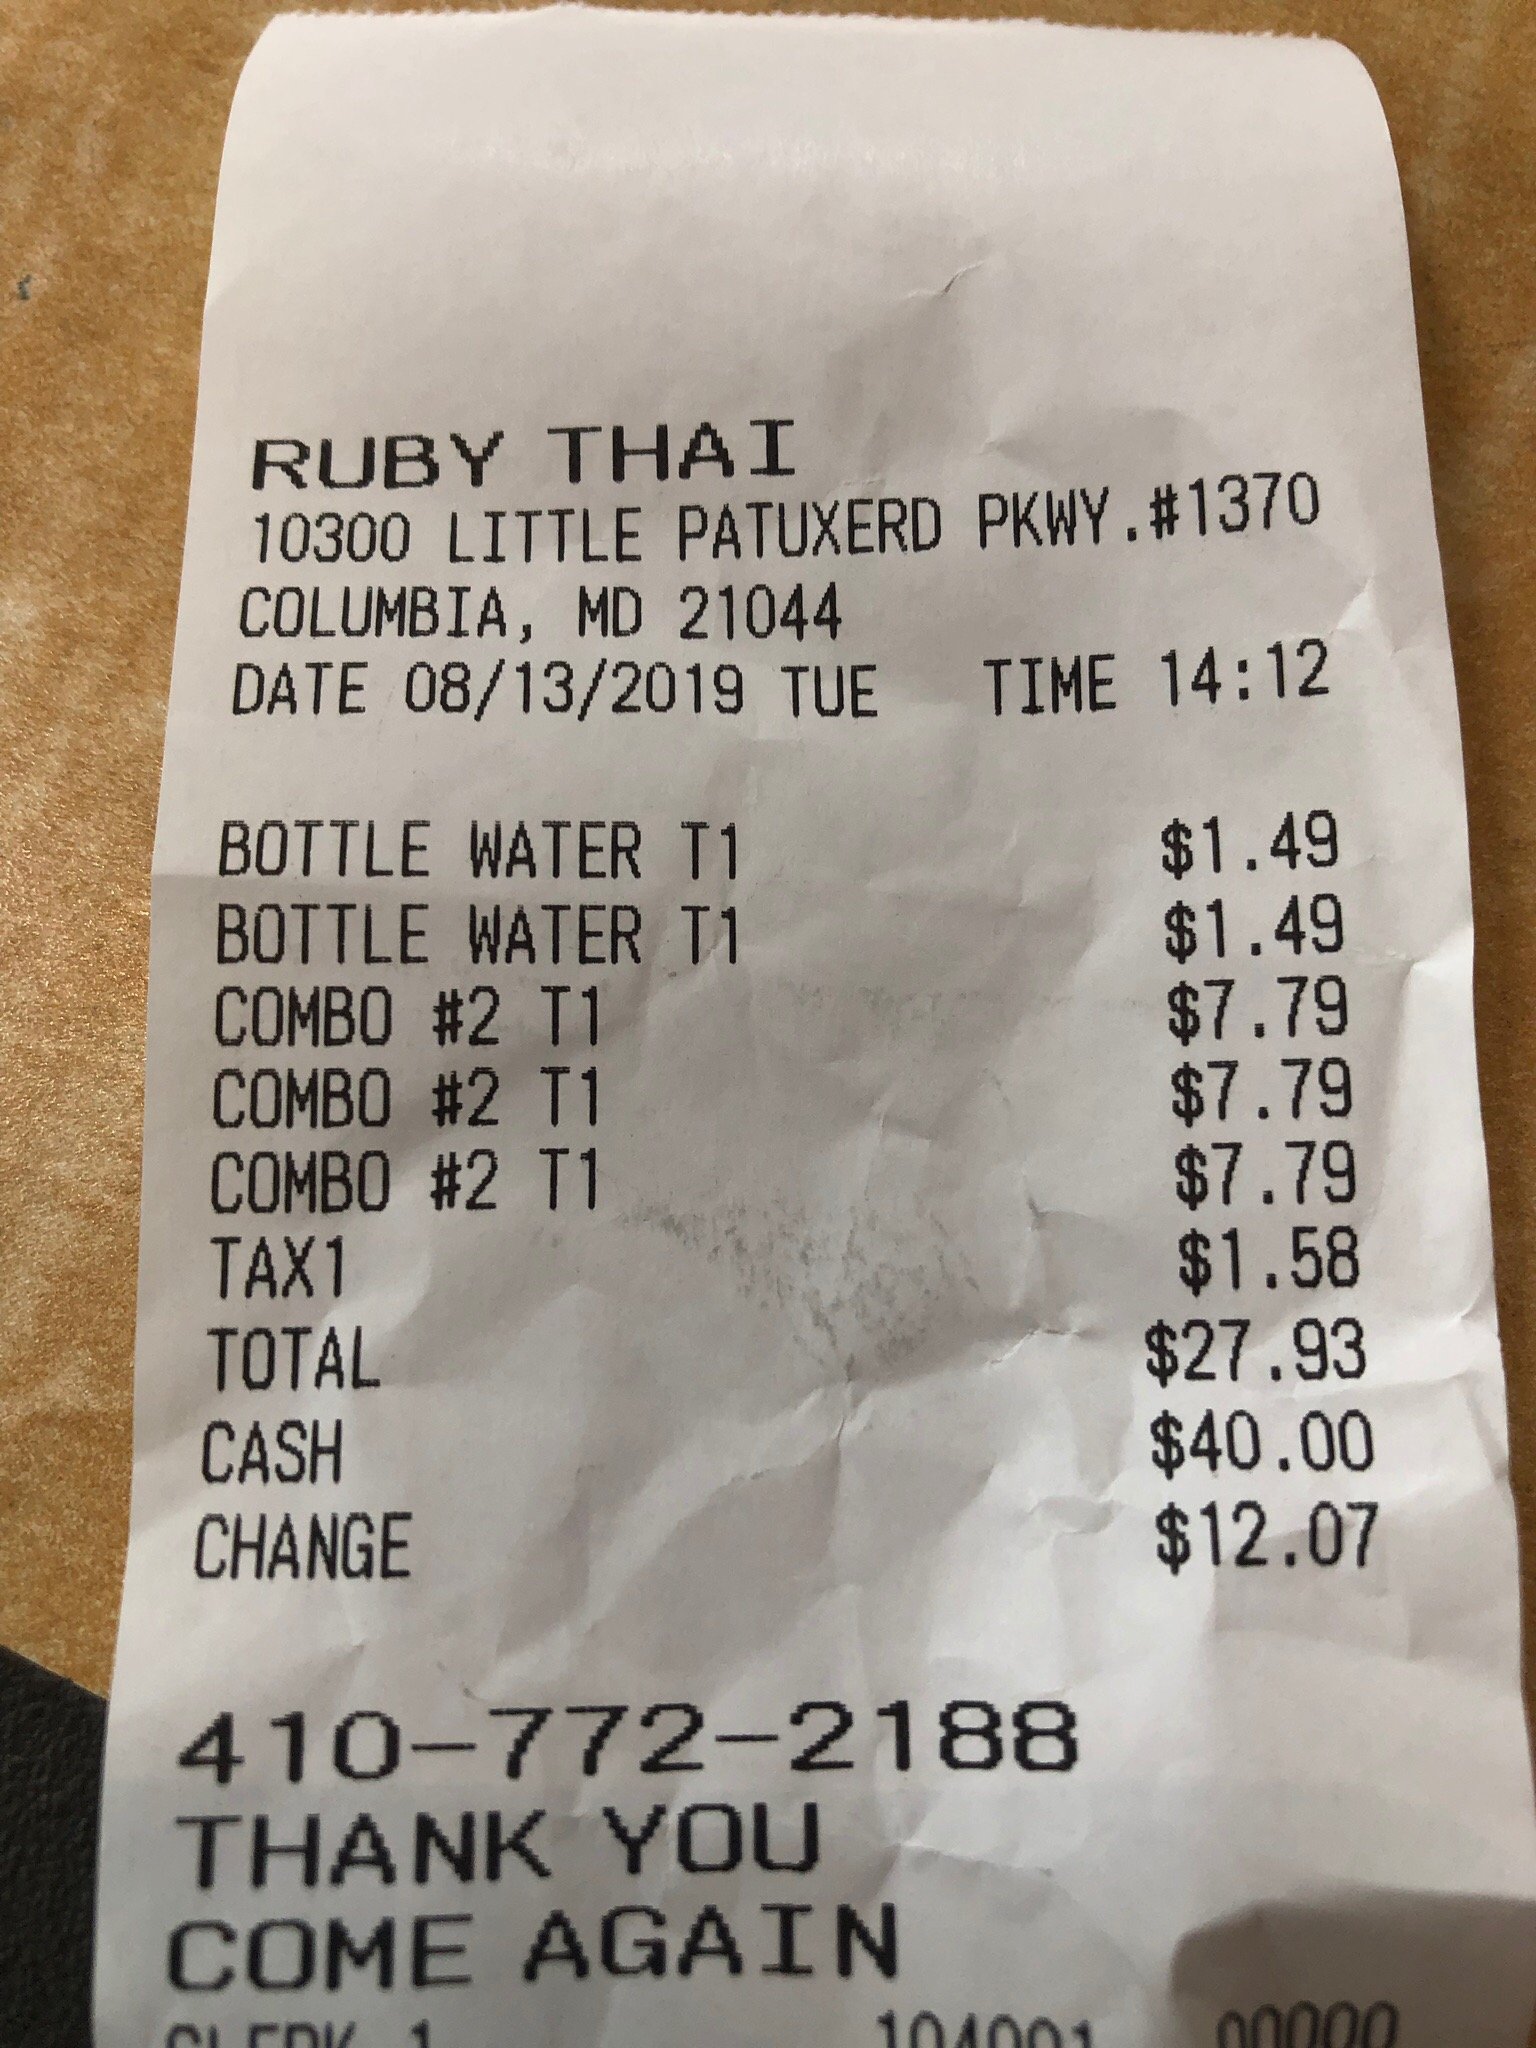 RUBY THAI
10300 LITTLE PATUXERD PKWY.#1370
COLUMBIA, MD 21044
DATE 08/13/2019 TUE TIME 14:12
BOTTLE WATER T1 $1.49
BOTTLE WATER T1 $1.49
COMBO #2 T1 $7.79
COMBO #2 T1 $7.79
COMBO #2 T1 $7.79
TAX1 $1.58
TOTAL $27.93
CASH $40.00
CHANGE $12.07
410-772-2188
THANK YOU
COME AGAIN
CLERK 1